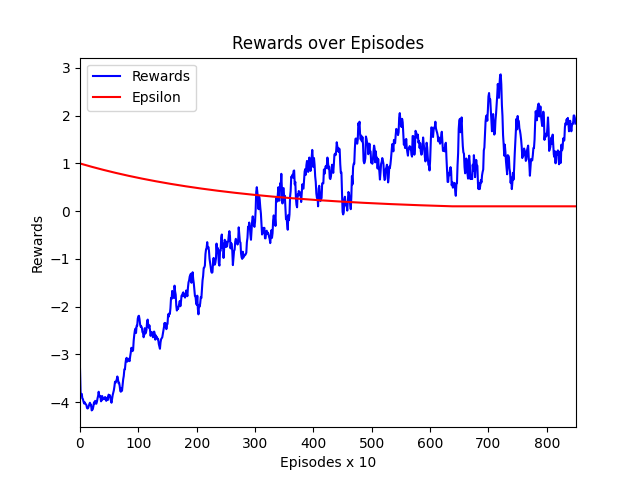 Rewards over Episodes
Rewards
Epsilon
3
2
1
0
−1
−2
−3
−4
Rewards
0 100 200 300 400 500 600 700 800
Episodes x 10